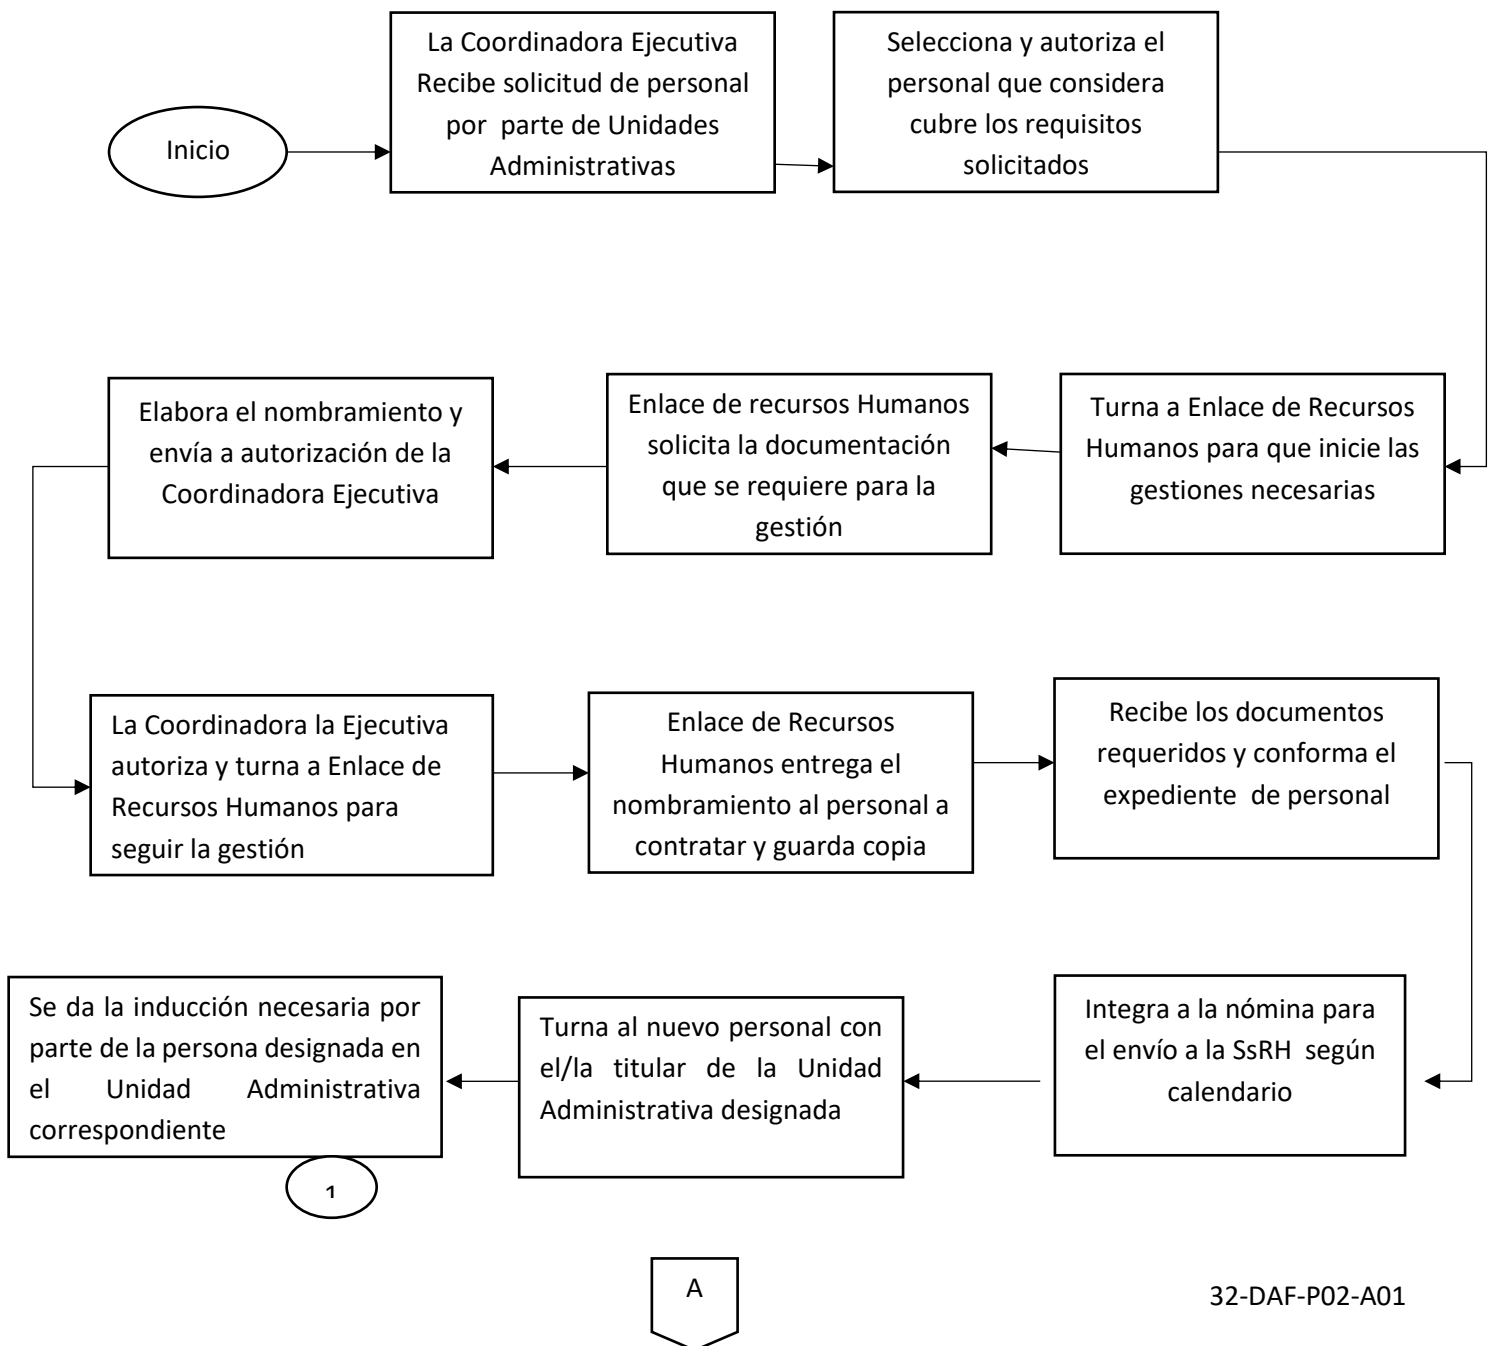 Inicio
La Coordinadora Ejecutiva
Recibe solicitud de personal
por parte de Unidades
Administrativas
Selecciona y autoriza el
personal que considera
cubre los requisitos
solicitados
Turna a Enlace de Recursos
Humanos para que inicie las
gestiones necesarias
Enlace de recursos Humanos
solicita la documentación
que se requiere para la
gestión
Elabora el nombramiento y
envía a autorización de la
Coordinadora Ejecutiva
La Coordinadora la Ejecutiva
autoriza y turna a Enlace de
Recursos Humanos para
seguir la gestión
Enlace de Recursos
Humanos entrega el
nombramiento al personal a
contratar y guarda copia
Recibe los documentos
requeridos y conforma el
expediente de personal
Integra a la nómina para
el envío a la SsRH según
calendario
Turna al nuevo personal con
el/la titular de la Unidad
Administrativa designada
Se da la inducción necesaria por
parte de la persona designada en
el Unidad Administrativa
correspondiente
1
A
32-DAF-P02-A01